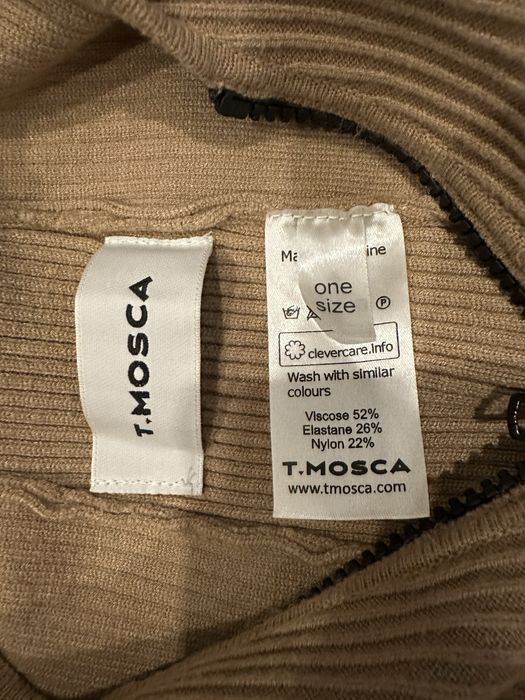 T.MOSCA
one
size
P
clevercare.info
Wash with similar
colours
Viscose 52%
Elastane 26%
Nylon 22%
T.MOSCA
www.tmosca.com